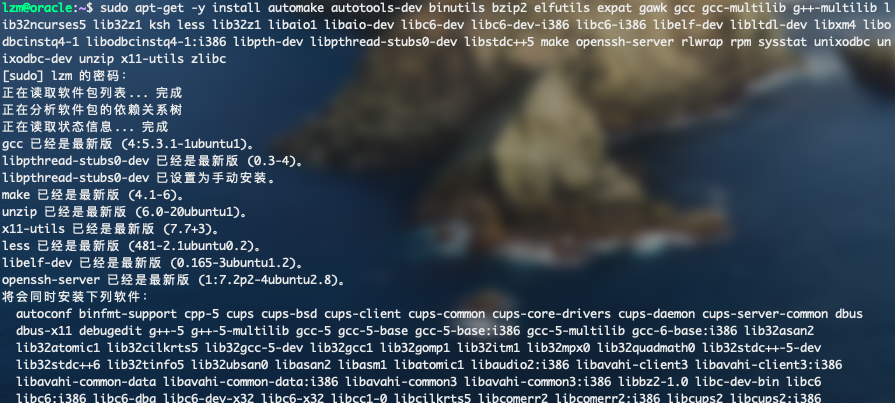 lzm@oracle:~$ sudo apt-get -y install automake autotools-dev binutils bzip2 elfutils expat gawk gcc gcc-multilib g++-multilib l
ib32ncurses5 lib32z1 ksh less lib32z1 libaio1 libaio-dev libc6-dev libc6-dev-i386 libc6-i386 libelf-dev libltdl-dev libxm4 libo
dbcinstq4-1 libodbcinstq4-1:i386 libpth-dev libpthread-stubs0-dev libstdc++5 make openssh-server rlwrap rpm sysstat unixodbc un
ixodbc-dev unzip x11-utils zlibc
[sudo] lzm 的密码：
正在读取软件包列表... 完成
正在分析软件包的依赖关系树
正在读取状态信息... 完成
gcc 已经是最新版 (4:5.3.1-1ubuntu1)。
libpthread-stubs0-dev 已经是最新版 (0.3-4)。
libpthread-stubs0-dev 已设置为手动安装。
make 已经是最新版 (4.1-6)。
unzip 已经是最新版 (6.0-20ubuntu1)。
x11-utils 已经是最新版 (7.7+3)。
less 已经是最新版 (481-2.1ubuntu0.2)。
libelf-dev 已经是最新版 (0.165-3ubuntu1.2)。
openssh-server 已经是最新版 (1:7.2p2-4ubuntu2.8)。
将会同时安装下列软件：
autoconf binfmt-support cpp-5 cups cups-bsd cups-client cups-common cups-core-drivers cups-daemon cups-server-common dbus
dbus-x11 debugedit g++-5 g++-5-multilib gcc-5 gcc-5-base gcc-5-base:i386 gcc-5-multilib gcc-6-base:i386 lib32asan2
lib32atomic1 lib32cilkrts5 lib32gcc-5-dev lib32gcc1 lib32gomp1 lib32itm1 lib32mpx0 lib32quadmath0 lib32stdc++-5-dev
lib32stdc++6 lib32tinfo5 lib32ubsan0 libasan2 libasm1 libatomic1 libaudio2:i386 libavahi-client3 libavahi-client3:i386
libavahi-common-data libavahi-common-data:i386 libavahi-common3 libavahi-common3:i386 libbz2-1.0 libc-dev-bin libc6
libc6:i386 libc6-dbg libc6-dev-x32 libc6-x32 libcc1-0 libcilkrts5 libcomerr2 libcomerr2:i386 libcups2 libcups2:i386